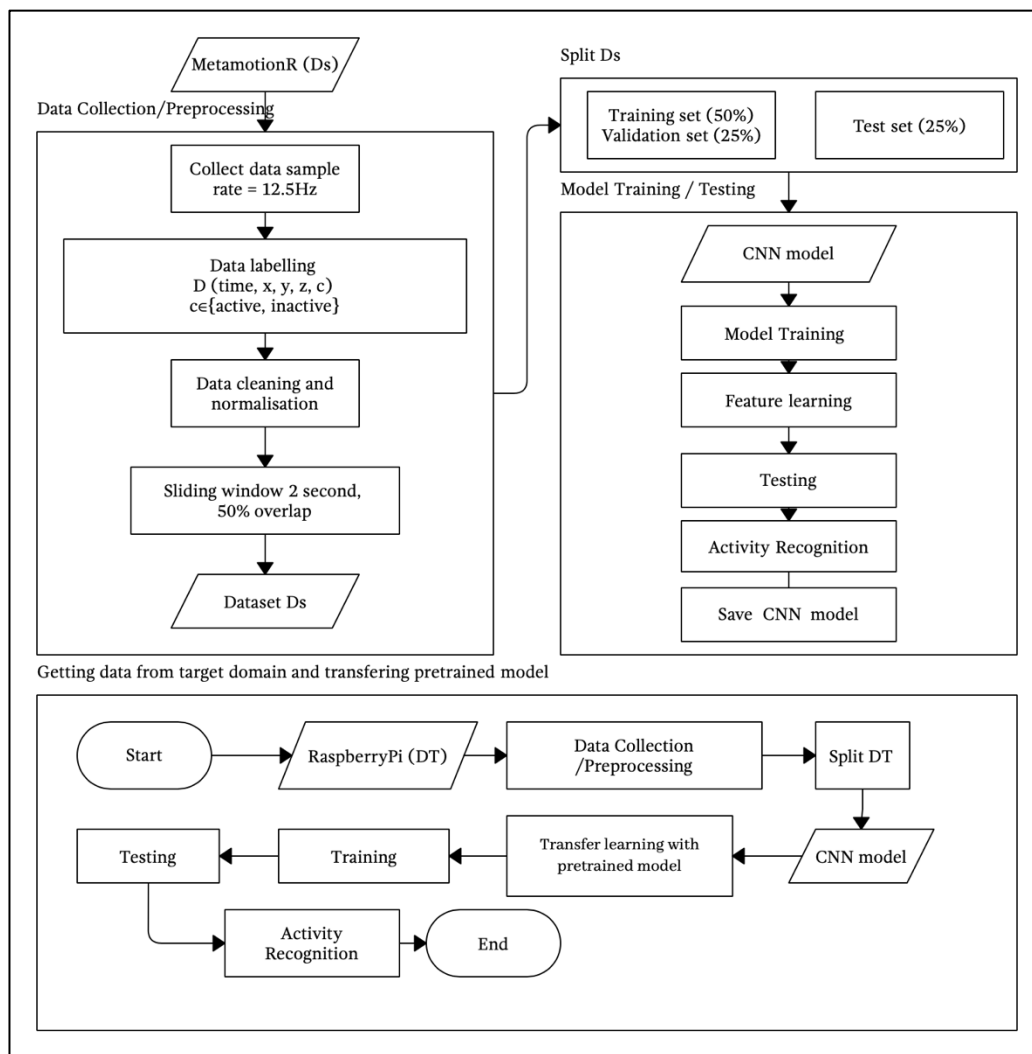 MetamotionR (Ds)
Data Collection/Preprocessing
Collect data sample
rate = 12.5Hz
Data labelling
D (time, x, y, z, c)
c∈{active, inactive}
Data cleaning and
normalisation
Sliding window 2 second,
50% overlap
Dataset Ds
Split Ds
Training set (50%)
Validation set (25%)
Test set (25%)
Model Training / Testing
CNN model
Model Training
Feature learning
Testing
Activity Recognition
Save CNN model
Getting data from target domain and transfering pretrained model
Start
RaspberryPi (DT)
Data Collection
/Preprocessing
Split DT
CNN model
Transfer learning with
pretrained model
Training
Testing
Activity
Recognition
End